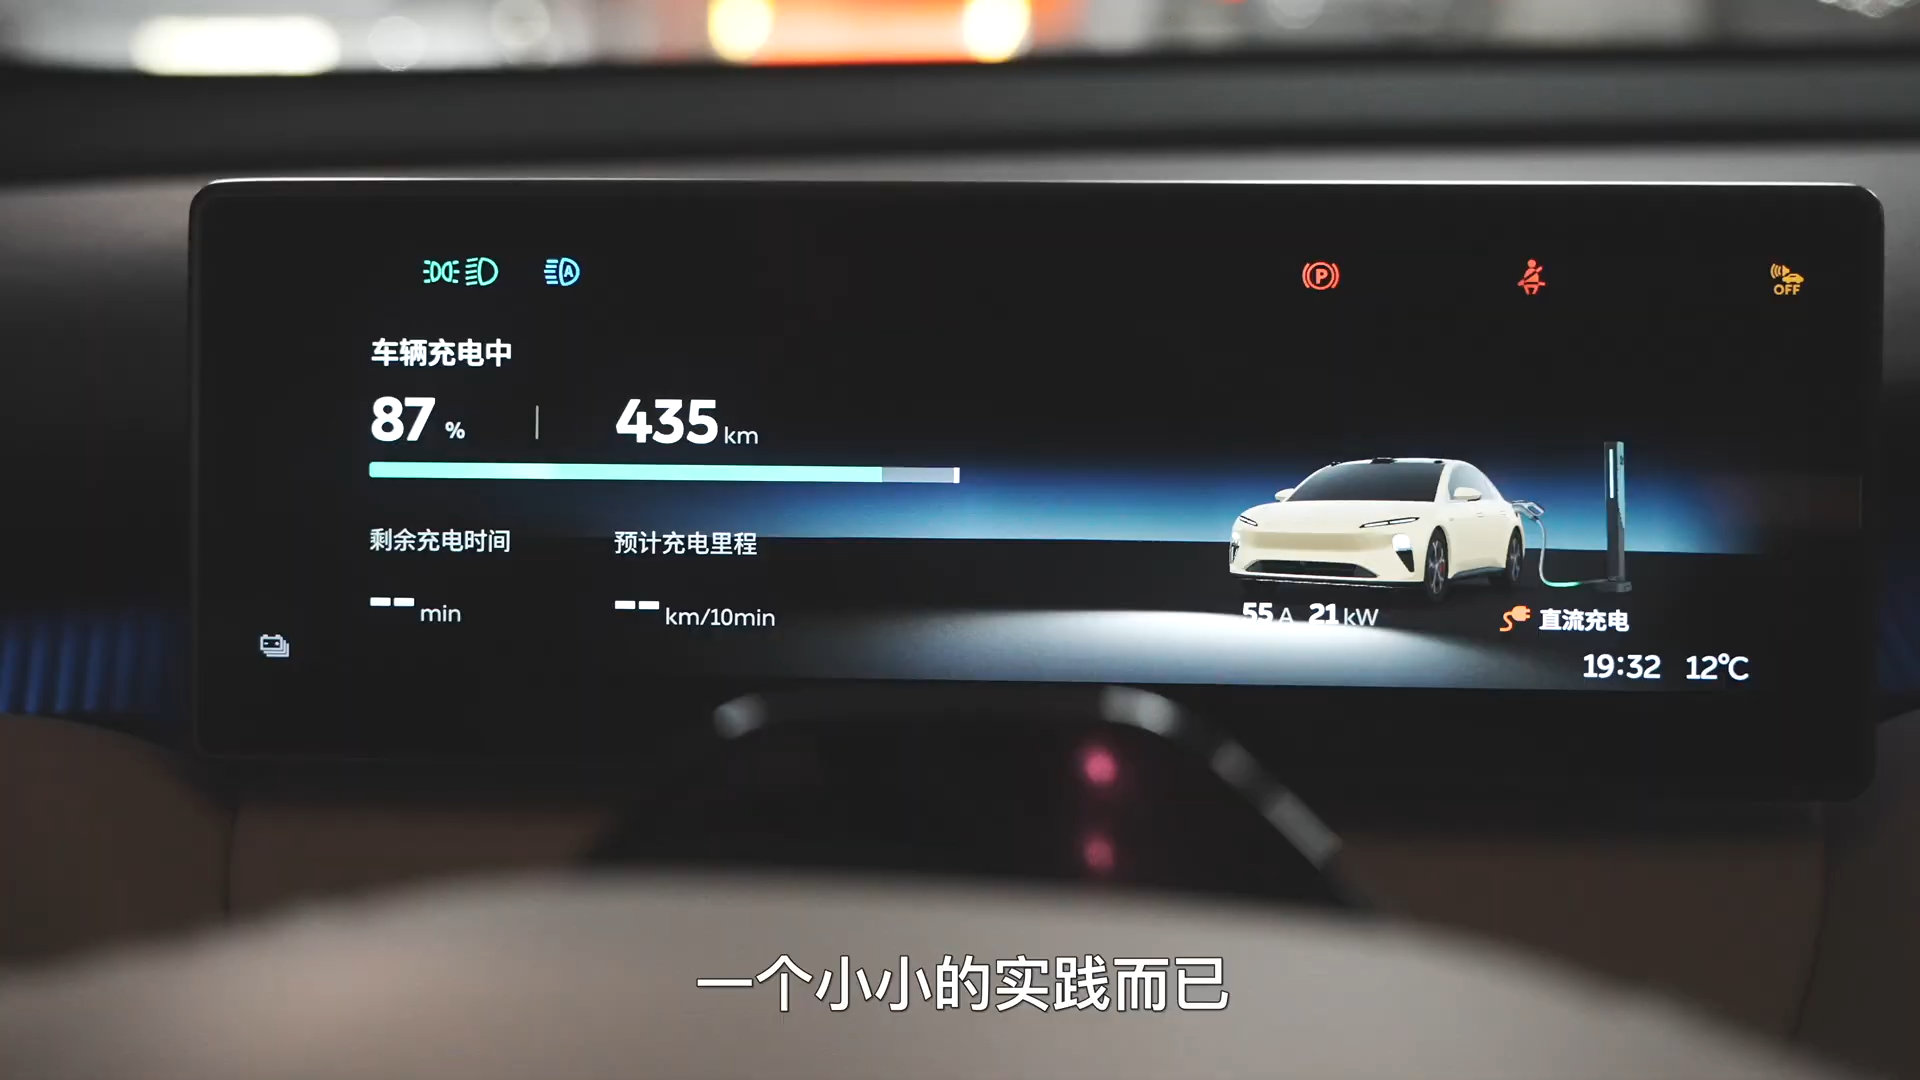 A
P
OFF
车辆充电中
87 % | 435 km
剩余充电时间
预计充电里程
-- min
-- km/10min
55 A 21 kW
直流充电
19:32 12℃
一个小小的实践而已